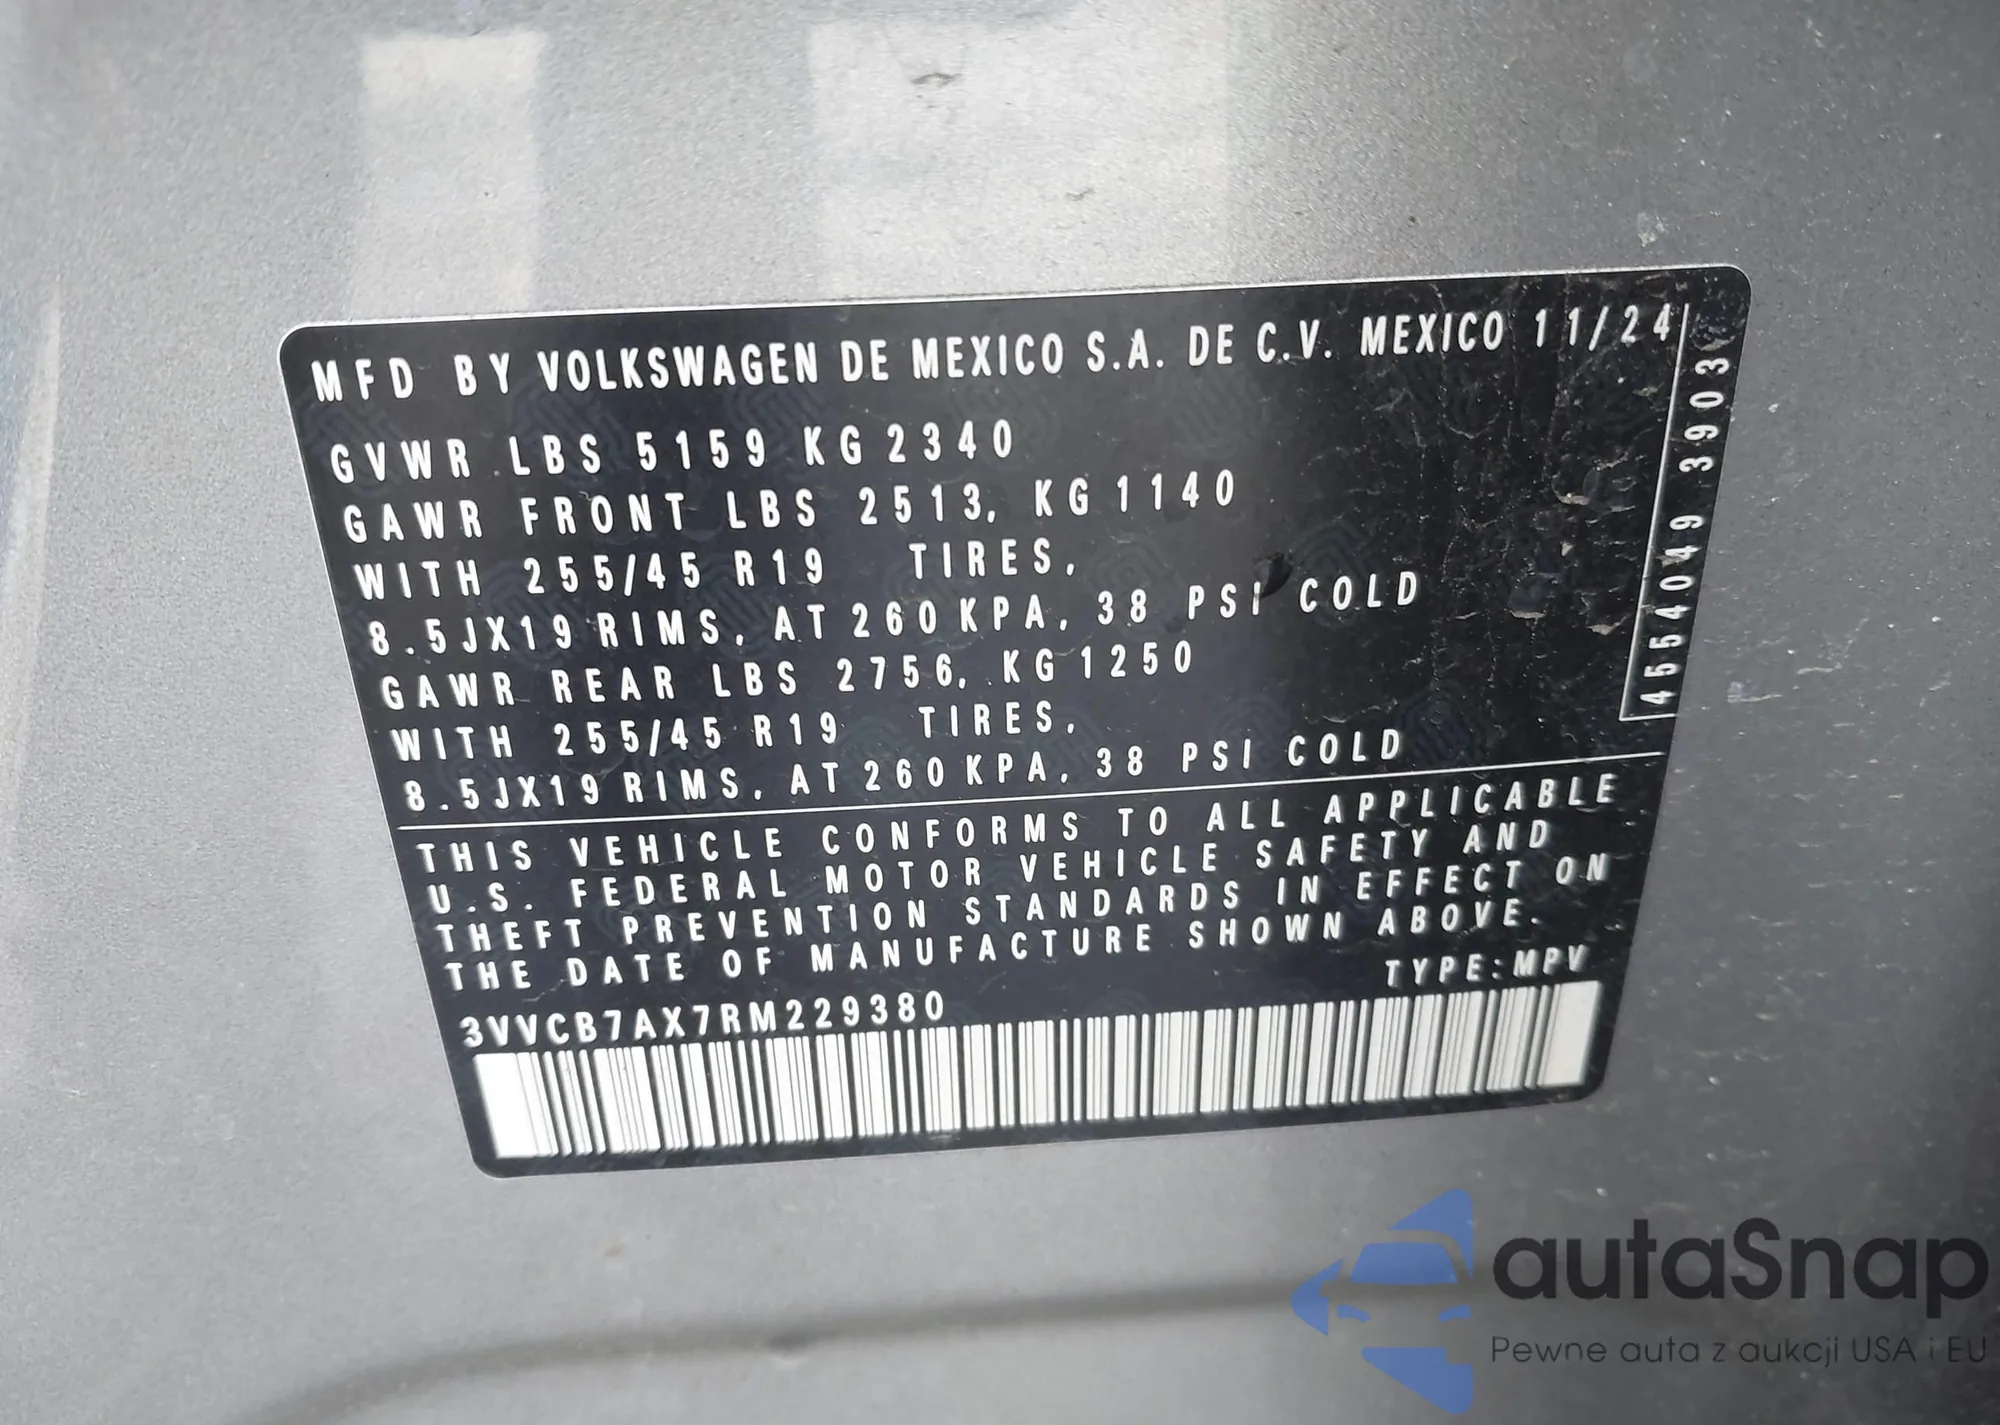 MFD BY VOLKSWAGEN DE MEXICO S.A. DE C.V. MEXICO 11/24
GVWR LBS 5159 KG 2340
GAWR FRONT LBS 2513, KG 1140
WITH 255/45 R19 TIRES,
8.5JX19 RIMS, AT 260 KPA, 38 PSI COLD
GAWR REAR LBS 2756, KG 1250
WITH 255/45 R19 TIRES,
8.5JX19 RIMS, AT 260 KPA, 38 PSI COLD
THIS VEHICLE CONFORMS TO ALL APPLICABLE
U.S. FEDERAL MOTOR VEHICLE SAFETY AND
THEFT PREVENTION STANDARDS IN EFFECT ON
THE DATE OF MANUFACTURE SHOWN ABOVE.
3VVCB7AX7RM229380 TYPE:MPV
4554049 3903
autaSnap
Pewne auta z aukcji USA i EU